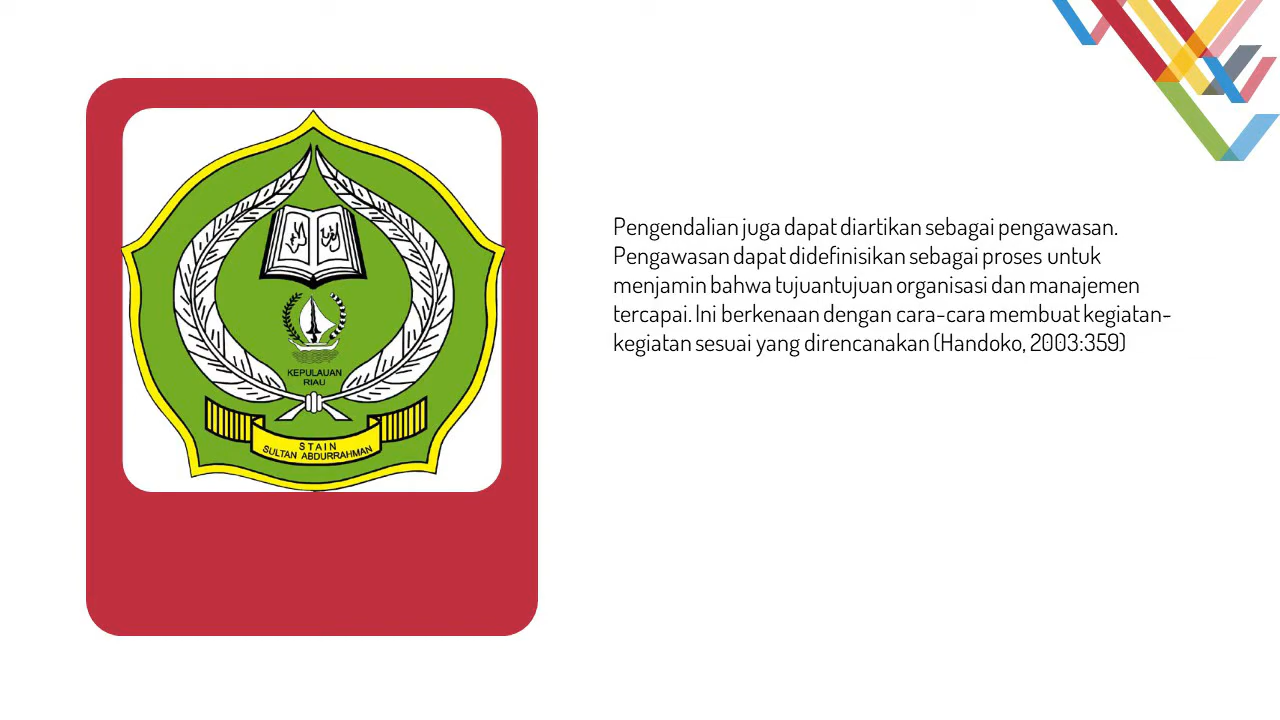 KEPULAUAN
RIAU
STAIN
SULTAN ABDURRAHMAN
Pengendalian juga dapat diartikan sebagai pengawasan.
Pengawasan dapat didefinisikan sebagai proses untuk
menjamin bahwa tujuantujuan organisasi dan manajemen
tercapai. Ini berkenaan dengan cara-cara membuat kegiatan-
kegiatan sesuai yang direncanakan (Handoko, 2003:359)